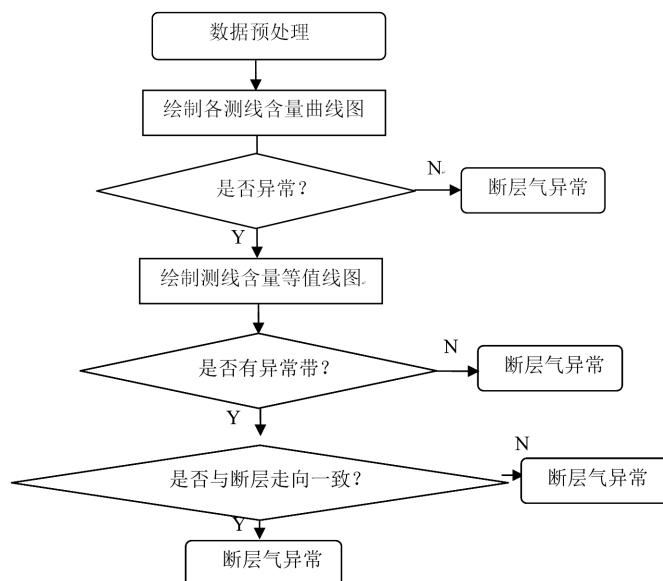 数据预处理
绘制各测线含量曲线图
是否异常?
N
断层气异常
Y
绘制测线含量等值线图
是否有异常带?
N
断层气异常
Y
是否与断层走向一致?
N
断层气异常
Y
断层气异常